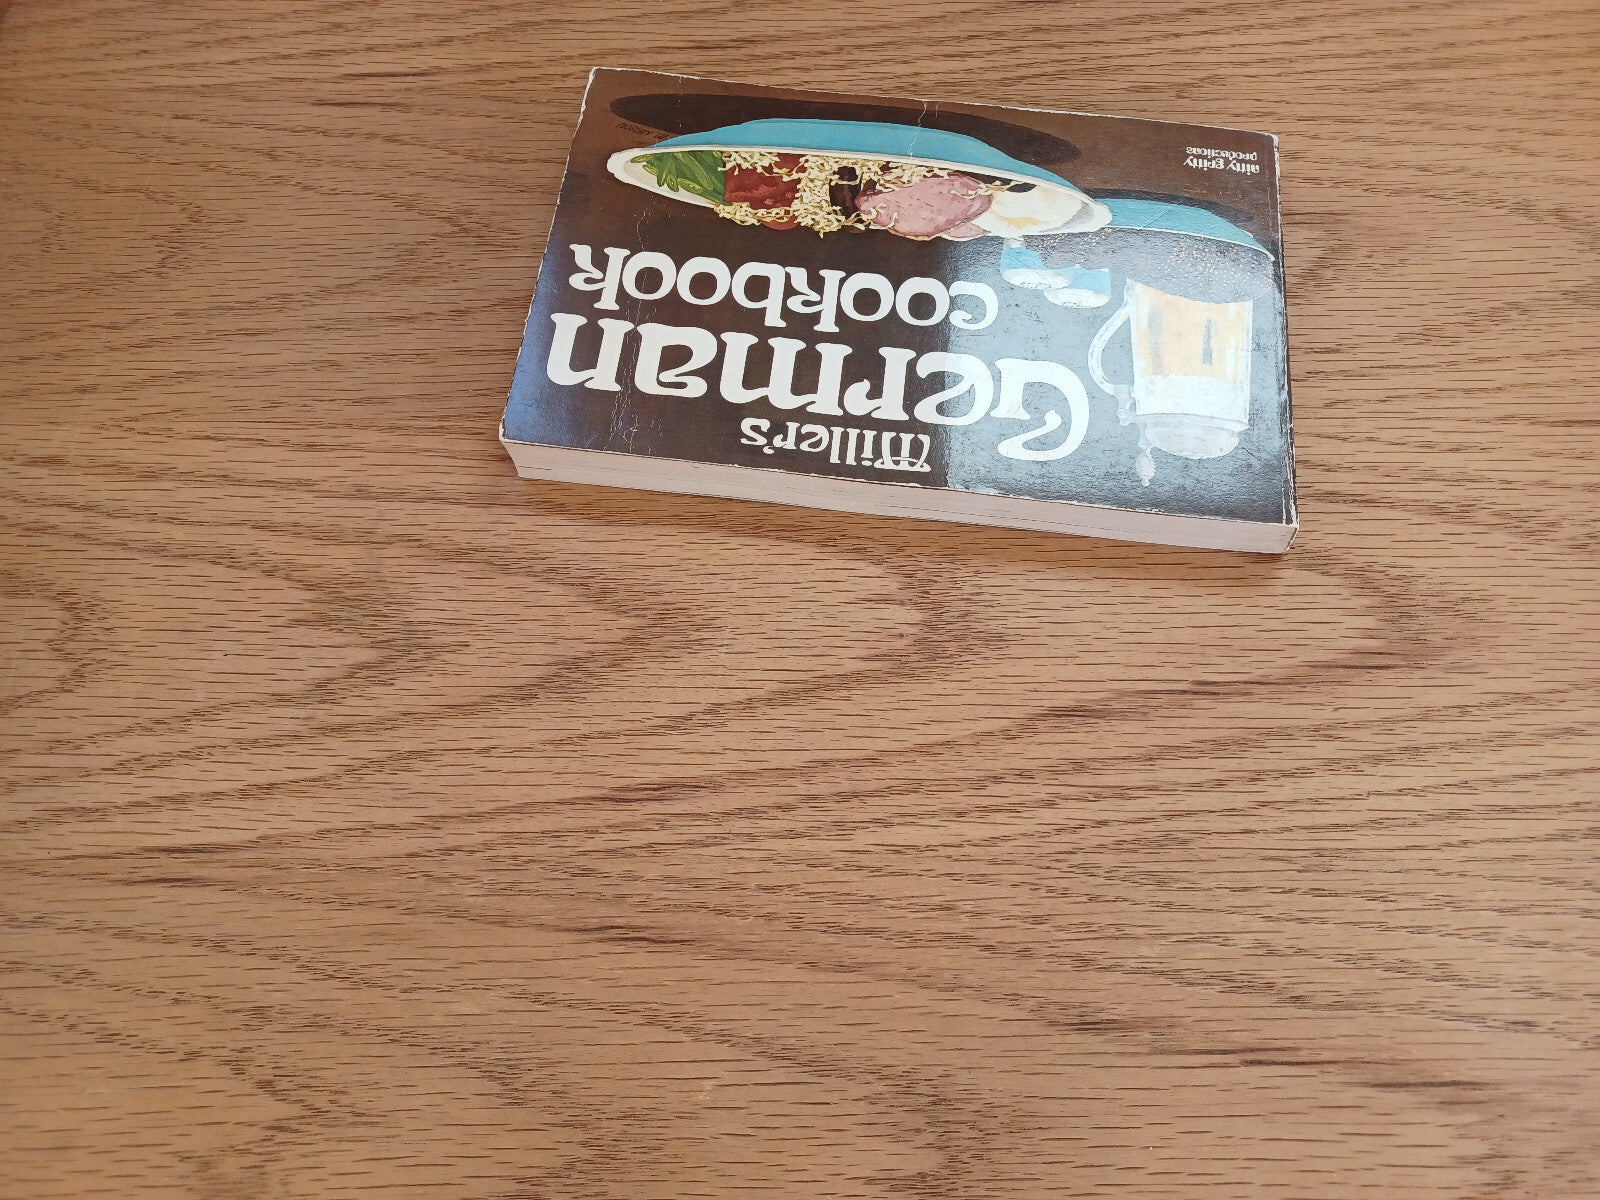 Miller's
German
cookbook
nitty gritty
productions